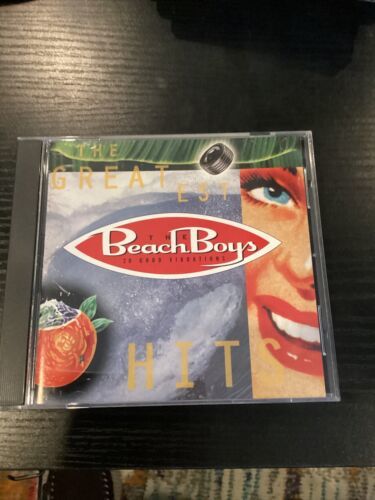 THE
GREAT
EST
THE
Beach Boys
20 GOOD VIBRATIONS
HITS